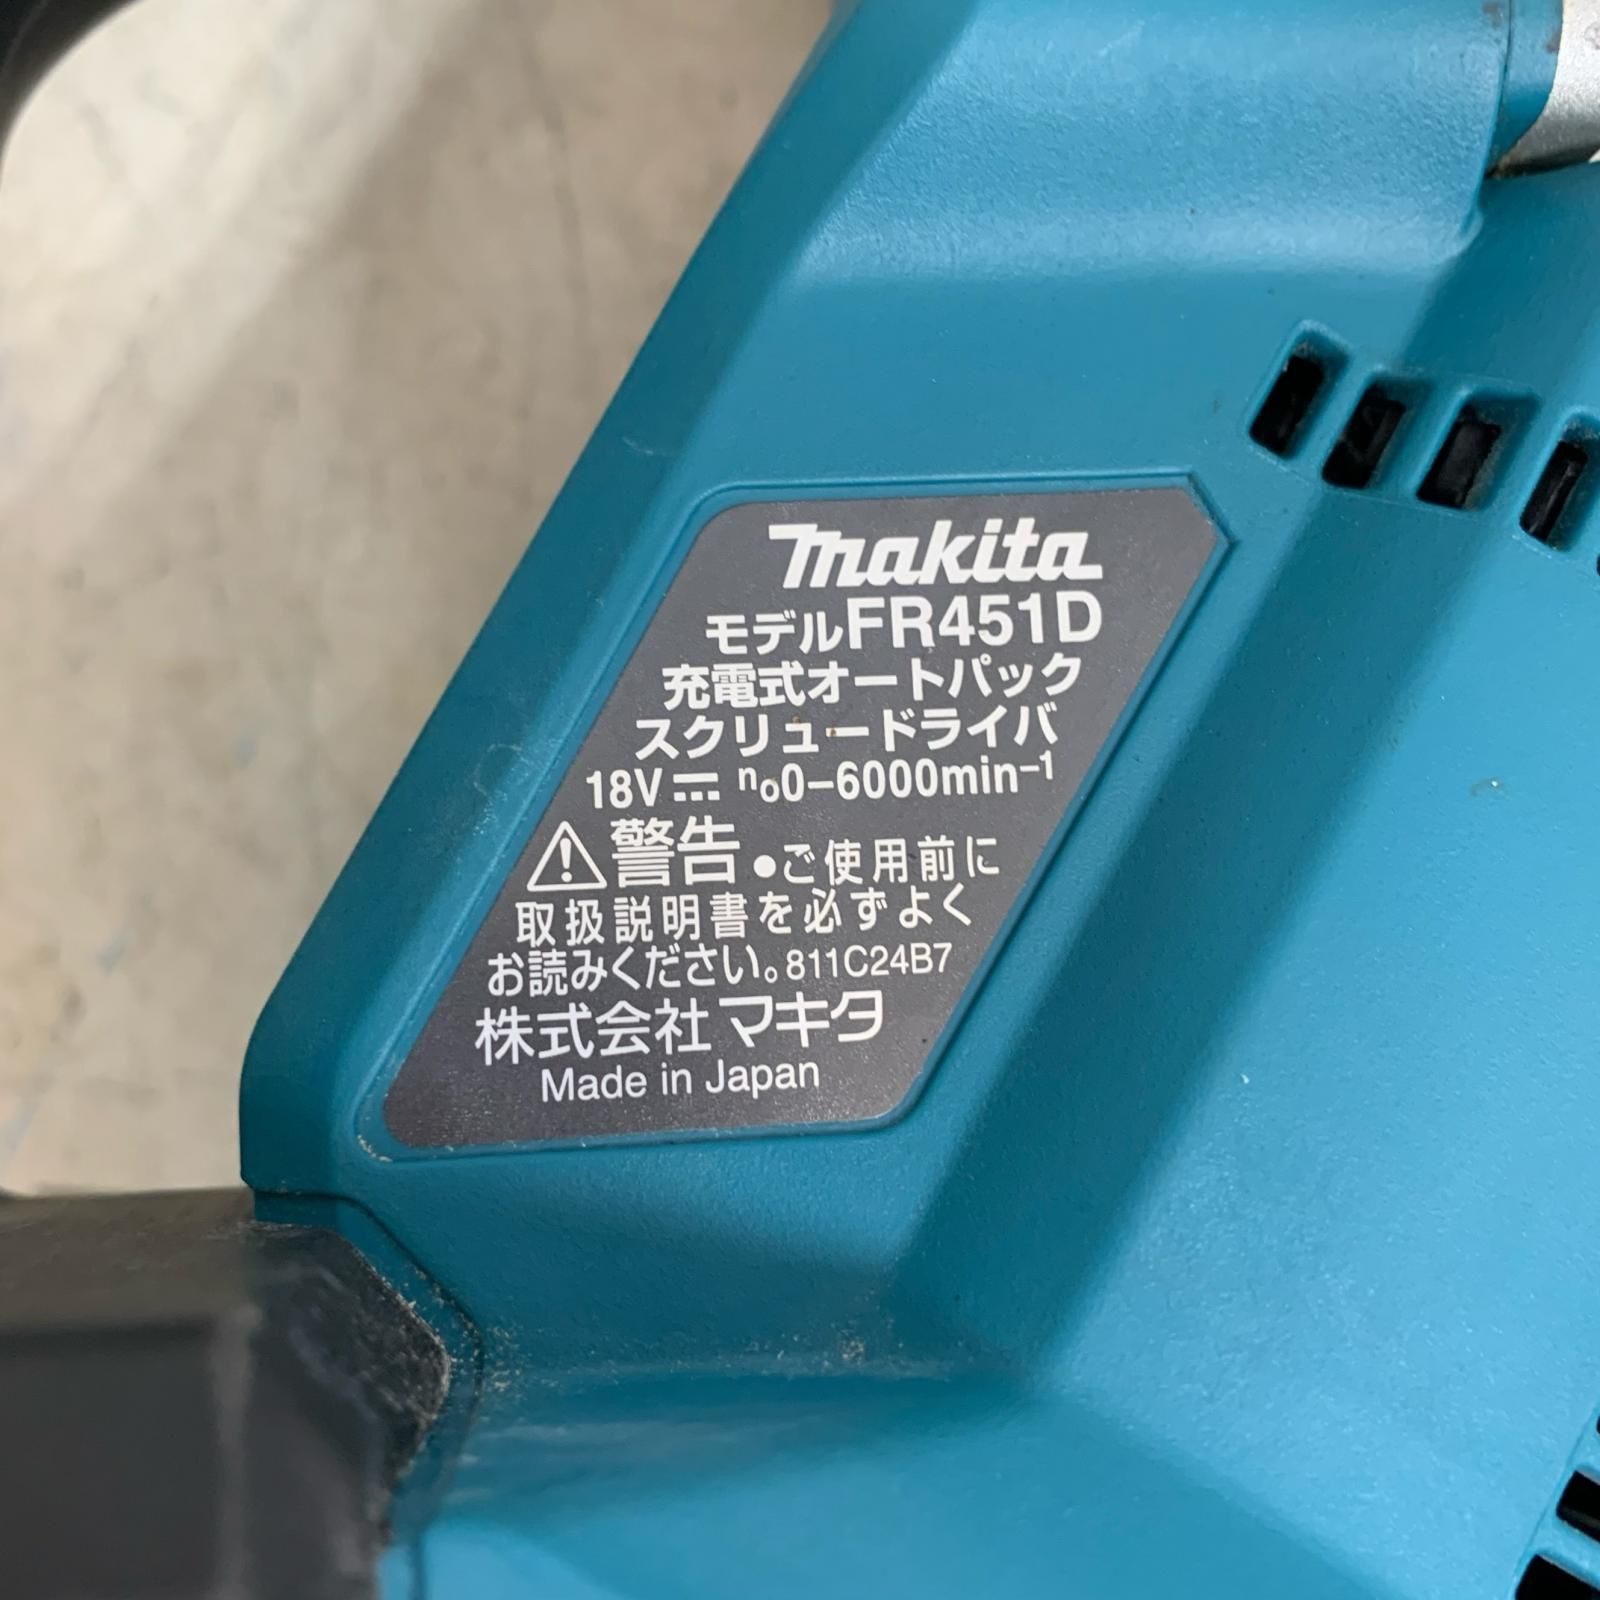 makita
モデルFR451D
充電式オートパック
スクリュードライバ
18V⎓ n₀0-6000min⁻¹
⚠警告 ●ご使用前に
取扱説明書を必ずよく
お読みください。811C24B7
株式会社マキタ
Made in Japan